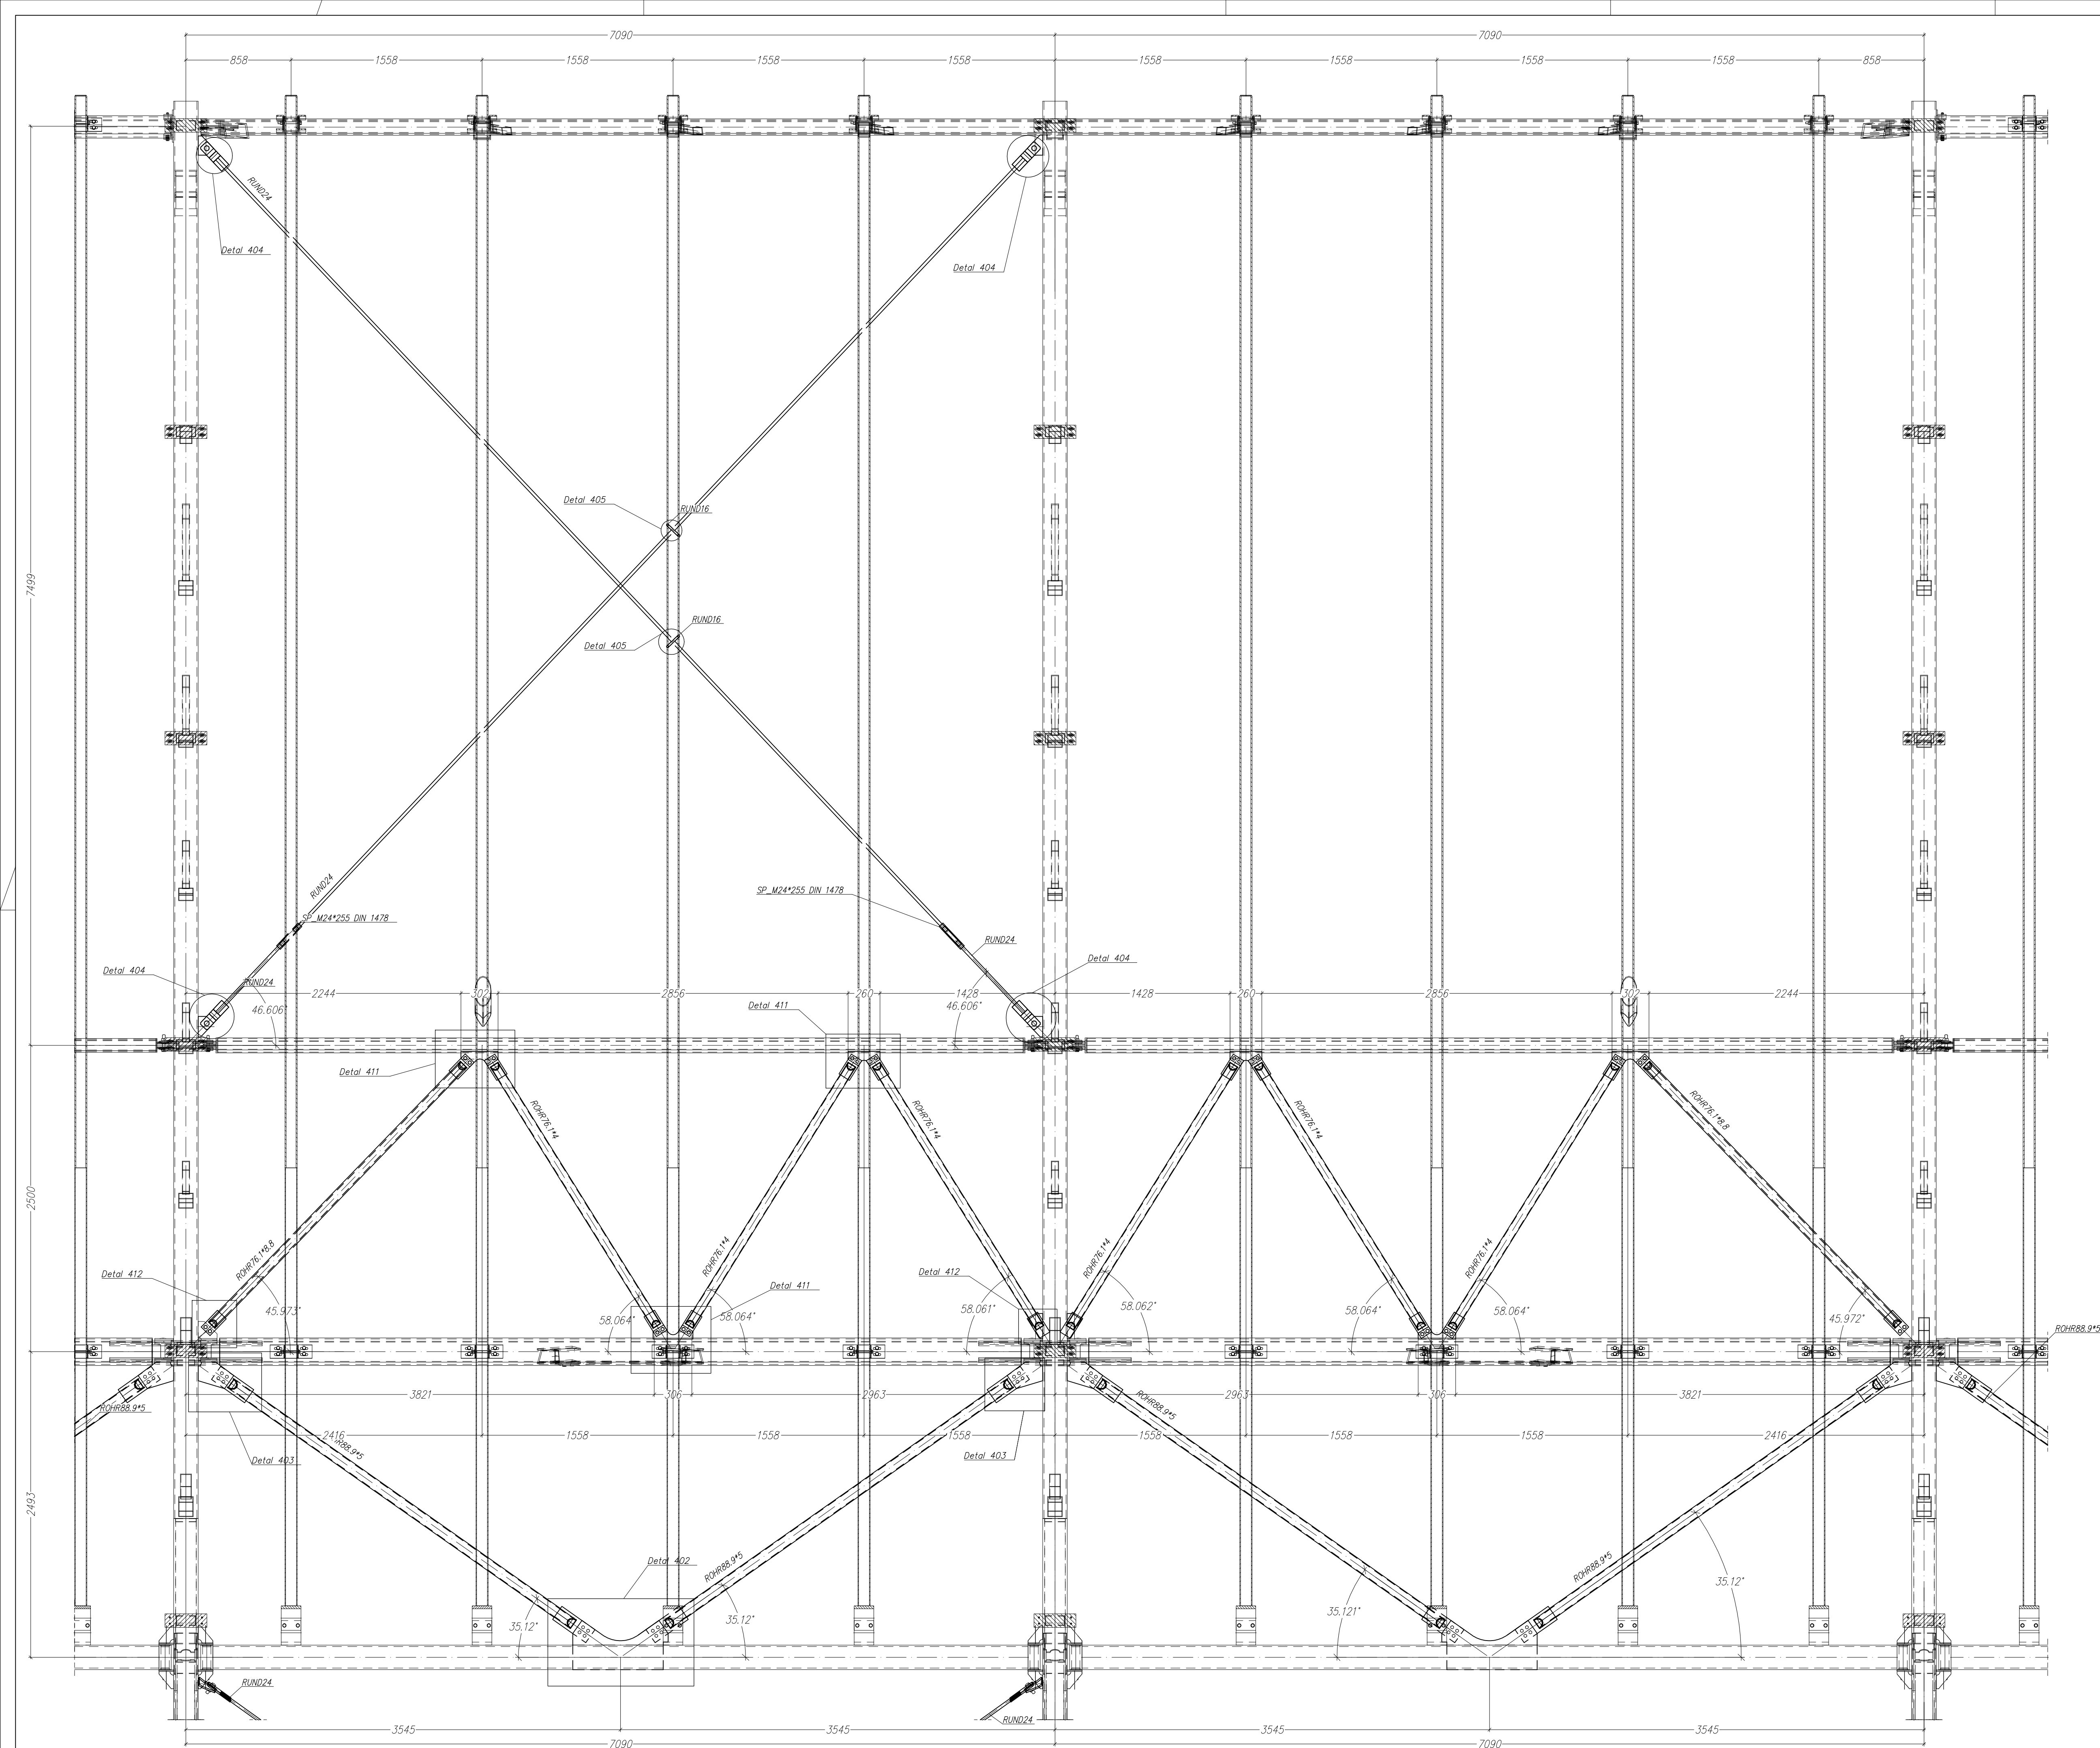 7090
7090
858
1558
1558
1558
1558
1558
1558
1558
1558
858
RUND24
Detal 404
Detal 404
Detal 405
RUND16
7499
RUND16
Detal 405
RUND24
SP_M24*255 DIN 1478
SP_M24*255 DIN 1478
RUND24
Detal 404
Detal 404
RUND24
2244
302
2856
260
1428
1428
260
2856
302
2244
46.606°
46.606°
Detal 411
Detal 411
ROHR76.1*4
ROHR76.1*4
ROHR76.1*4
ROHR76.1*8.8
2500
ROHR76.1*8.8
ROHR76.1*4
ROHR76.1*4
ROHR76.1*4
Detal 412
Detal 412
Detal 411
45.973°
58.064°
58.064°
58.061°
58.062°
58.064°
58.064°
45.972°
ROHR88.9*5
3821
306
2963
2963
306
3821
ROHR88.9*5
ROHR88.9*5
2416
1558
1558
1558
1558
1558
1558
2416
R88.9*5
Detal 403
Detal 403
2493
Detal 402
ROHR88.9*5
ROHR88.9*5
35.12°
35.12°
35.121°
35.12°
RUND24
RUND24
3545
3545
3545
3545
7090
7090